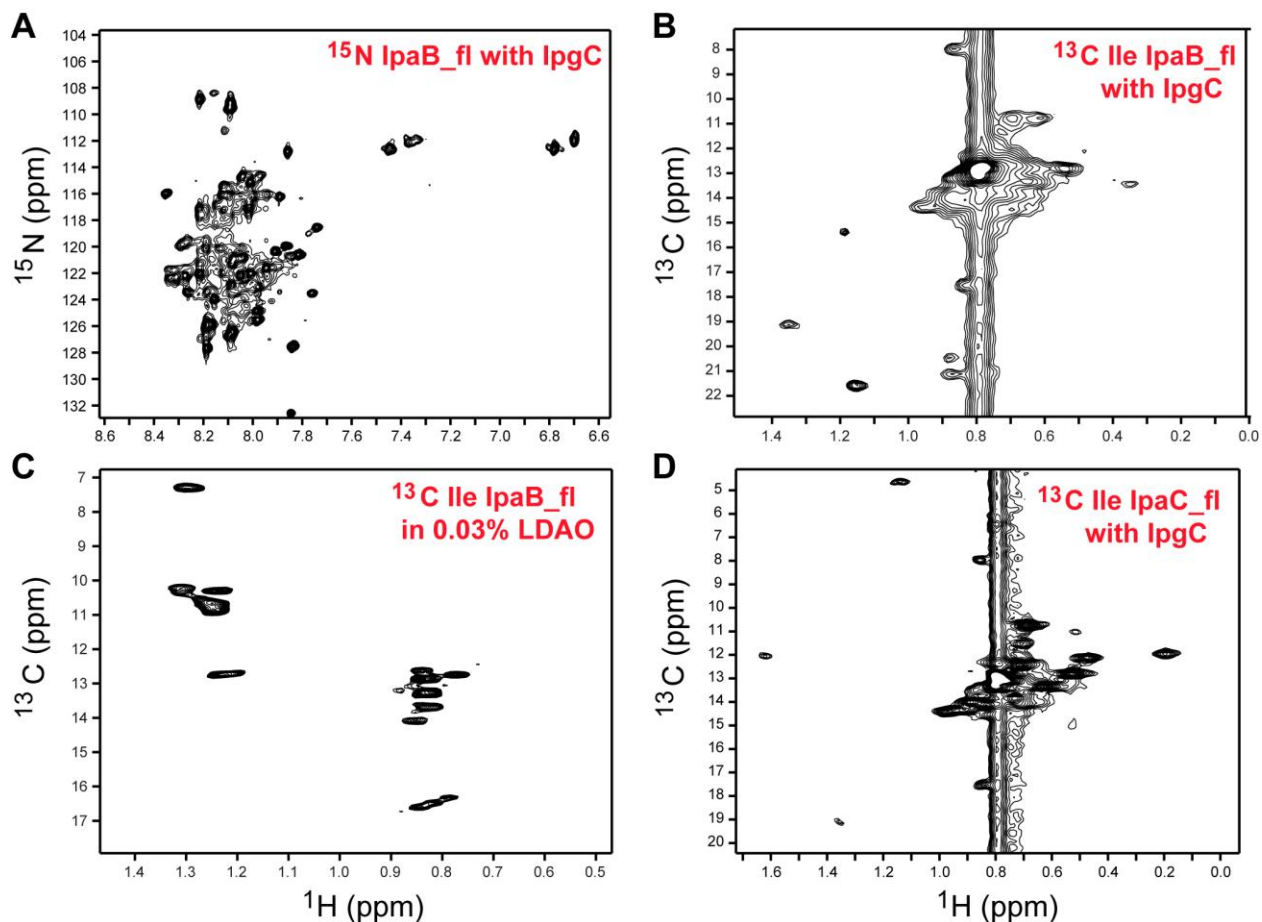 A
15N IpaB_fl with IpgC
104
106
108
110
112
114
116
118
120
122
124
126
128
130
132
15N (ppm)
8.6 8.4 8.2 8.0 7.8 7.6 7.4 7.2 7.0 6.8 6.6
B
13C Ile IpaB_fl
with IpgC
8
9
10
11
12
13
14
15
16
17
18
19
20
21
22
13C (ppm)
1.4 1.2 1.0 0.8 0.6 0.4 0.2 0.0
C
13C Ile IpaB_fl
in 0.03% LDAO
7
8
9
10
11
12
13
14
15
16
17
13C (ppm)
1.4 1.3 1.2 1.1 1.0 0.9 0.8 0.7 0.6 0.5
1H (ppm)
D
13C Ile IpaC_fl
with IpgC
5
6
7
8
9
10
11
12
13
14
15
16
17
18
19
20
13C (ppm)
1.6 1.4 1.2 1.0 0.8 0.6 0.4 0.2 0.0
1H (ppm)